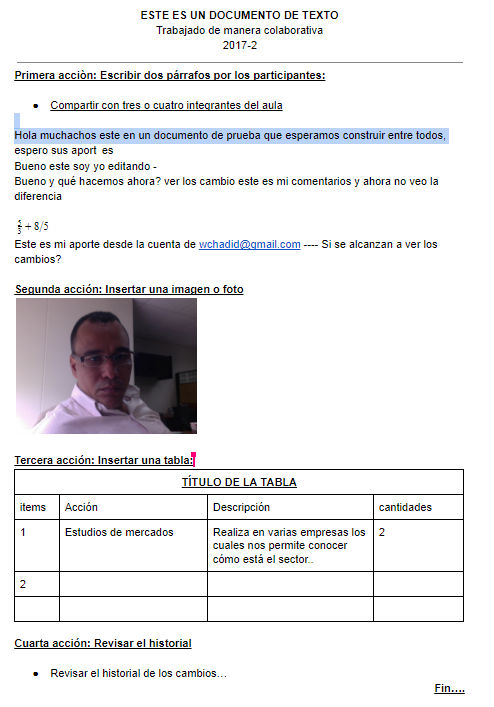 ESTE ES UN DOCUMENTO DE TEXTO
Trabajado de manera colaborativa
2017-2
Primera acciòn: Escribir dos párrafos por los participantes:
● Compartir con tres o cuatro integrantes del aula
Hola muchachos este en un documento de prueba que esperamos construir entre todos,
espero sus aport es
Bueno este soy yo editando -
Bueno y qué hacemos ahora? ver los cambio este es mi comentarios y ahora no veo la
diferencia
5/3 + 8/5
Este es mi aporte desde la cuenta de wchadid@gmail.com ---- Si se alcanzan a ver los
cambios?
Segunda acción: Insertar una imagen o foto
Tercera acción: Insertar una tabla:
TÍTULO DE LA TABLA
items Acción Descripción cantidades
1 Estudios de mercados Realiza en varias empresas los 2
cuales nos permite conocer
cómo está el sector..
2
Cuarta acción: Revisar el historial
● Revisar el historial de los cambios…
Fin….